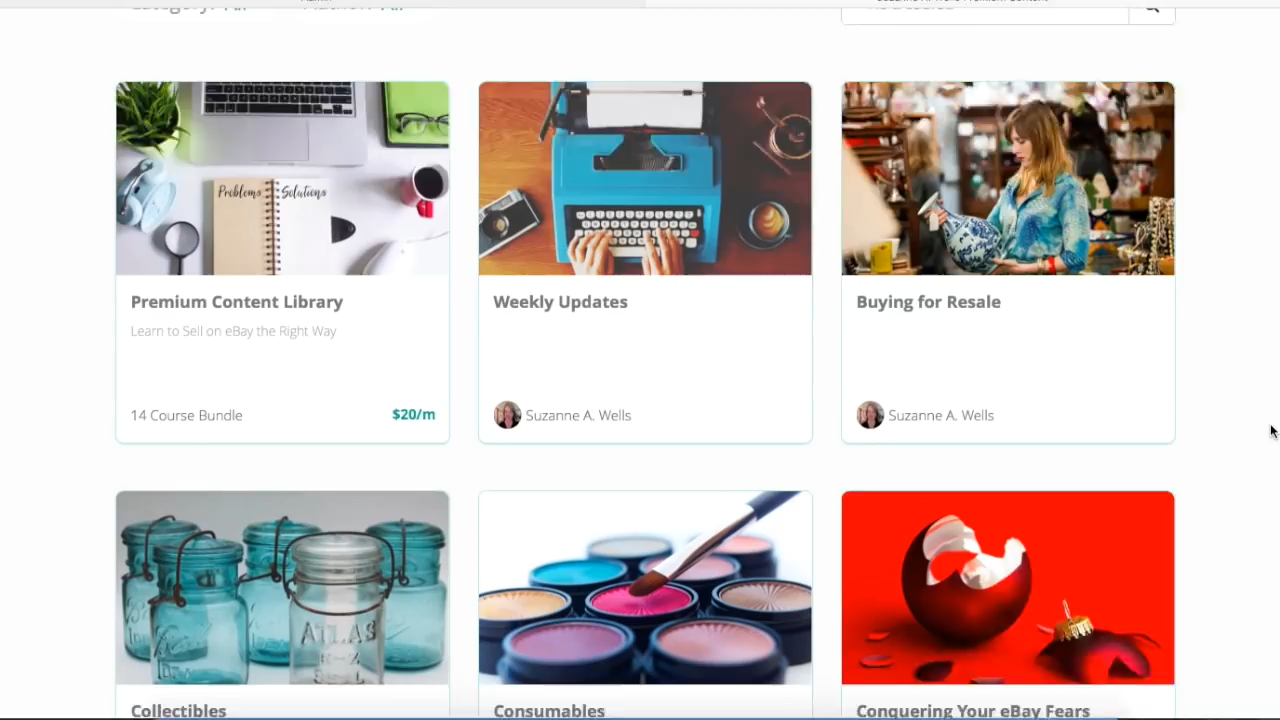 Problems Solutions
Premium Content Library
Learn to Sell on eBay the Right Way
14 Course Bundle
$20/m
Weekly Updates
Suzanne A. Wells
Buying for Resale
Suzanne A. Wells
ATLAS
Collectibles
Consumables
Conquering Your eBay Fears